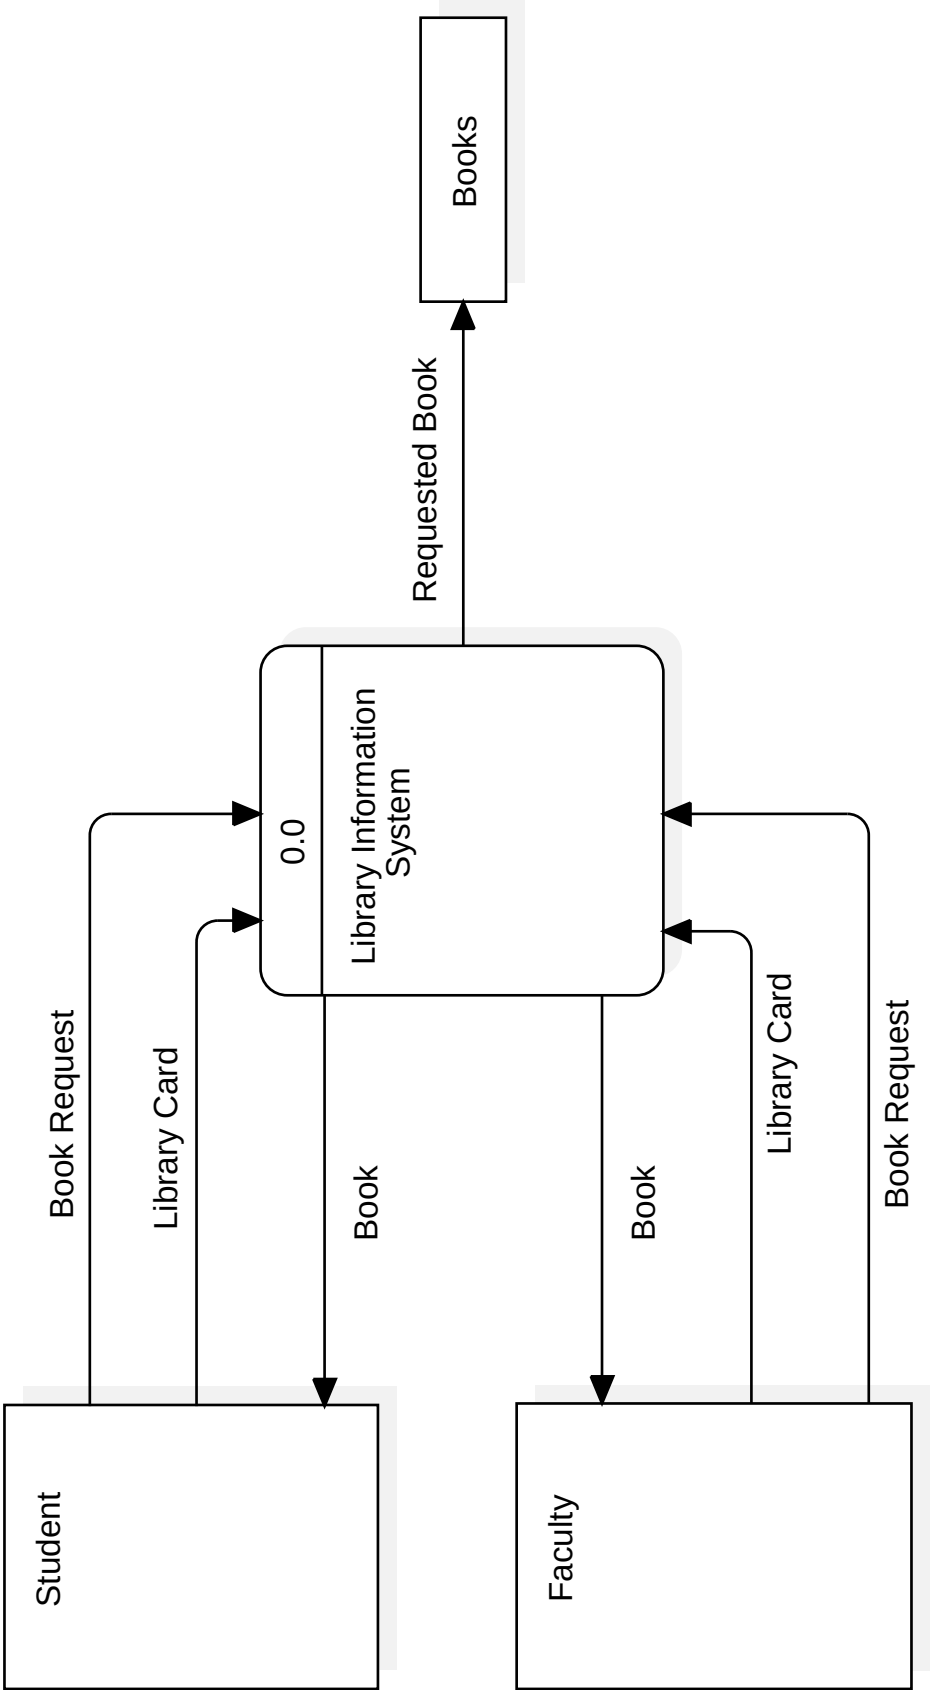 Book Request
Library Card
Student
Book
0.0
Library Information
System
Requested Book
Books
Book
Faculty
Library Card
Book Request